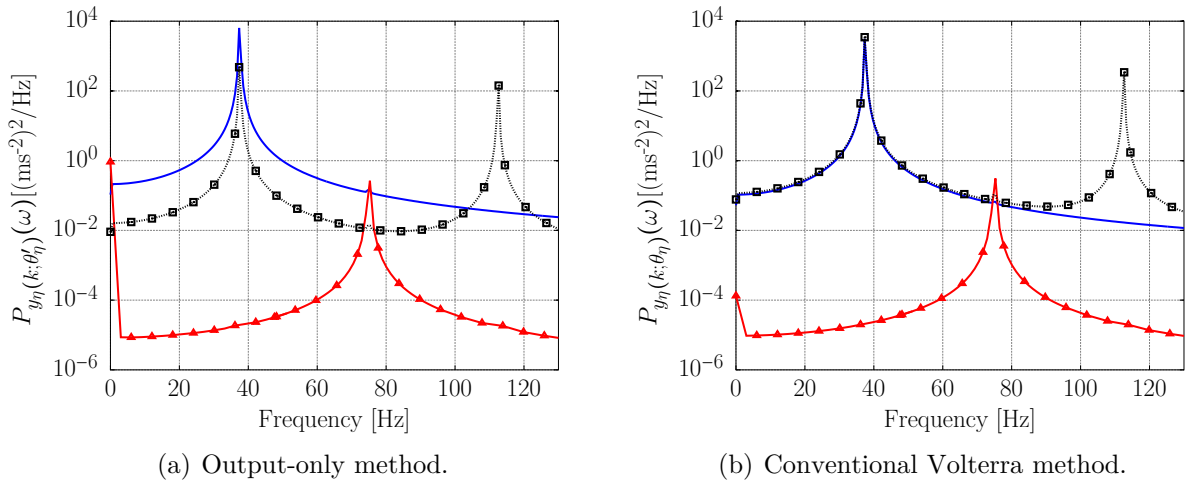 10^4
10^2
10^0
10^-2
10^-4
10^-6
P_{y_η(k;θ_η)}(ω)[(ms^-2)^2/Hz]
0 20 40 60 80 100 120
Frequency [Hz]
(a) Output-only method.
10^4
10^2
10^0
10^-2
10^-4
10^-6
P_{y_η(k;θ_η)}(ω)[(ms^-2)^2/Hz]
0 20 40 60 80 100 120
Frequency [Hz]
(b) Conventional Volterra method.